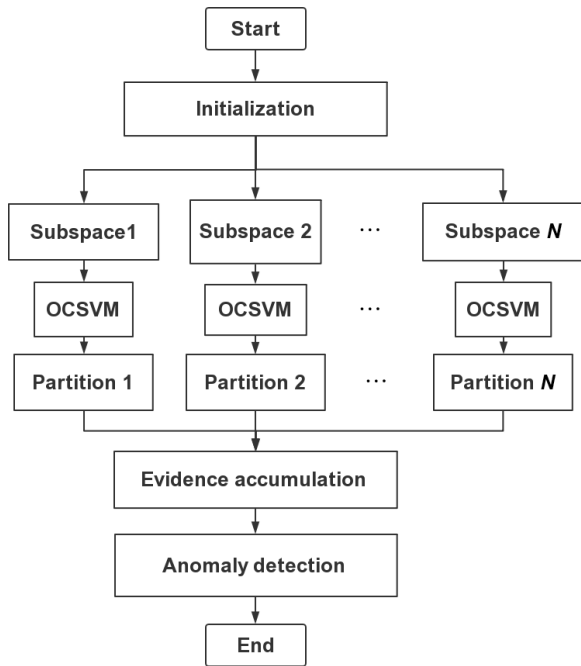 Start
Initialization
Subspace1 Subspace 2 ··· Subspace N
OCSVM OCSVM ··· OCSVM
Partition 1 Partition 2 ··· Partition N
Evidence accumulation
Anomaly detection
End